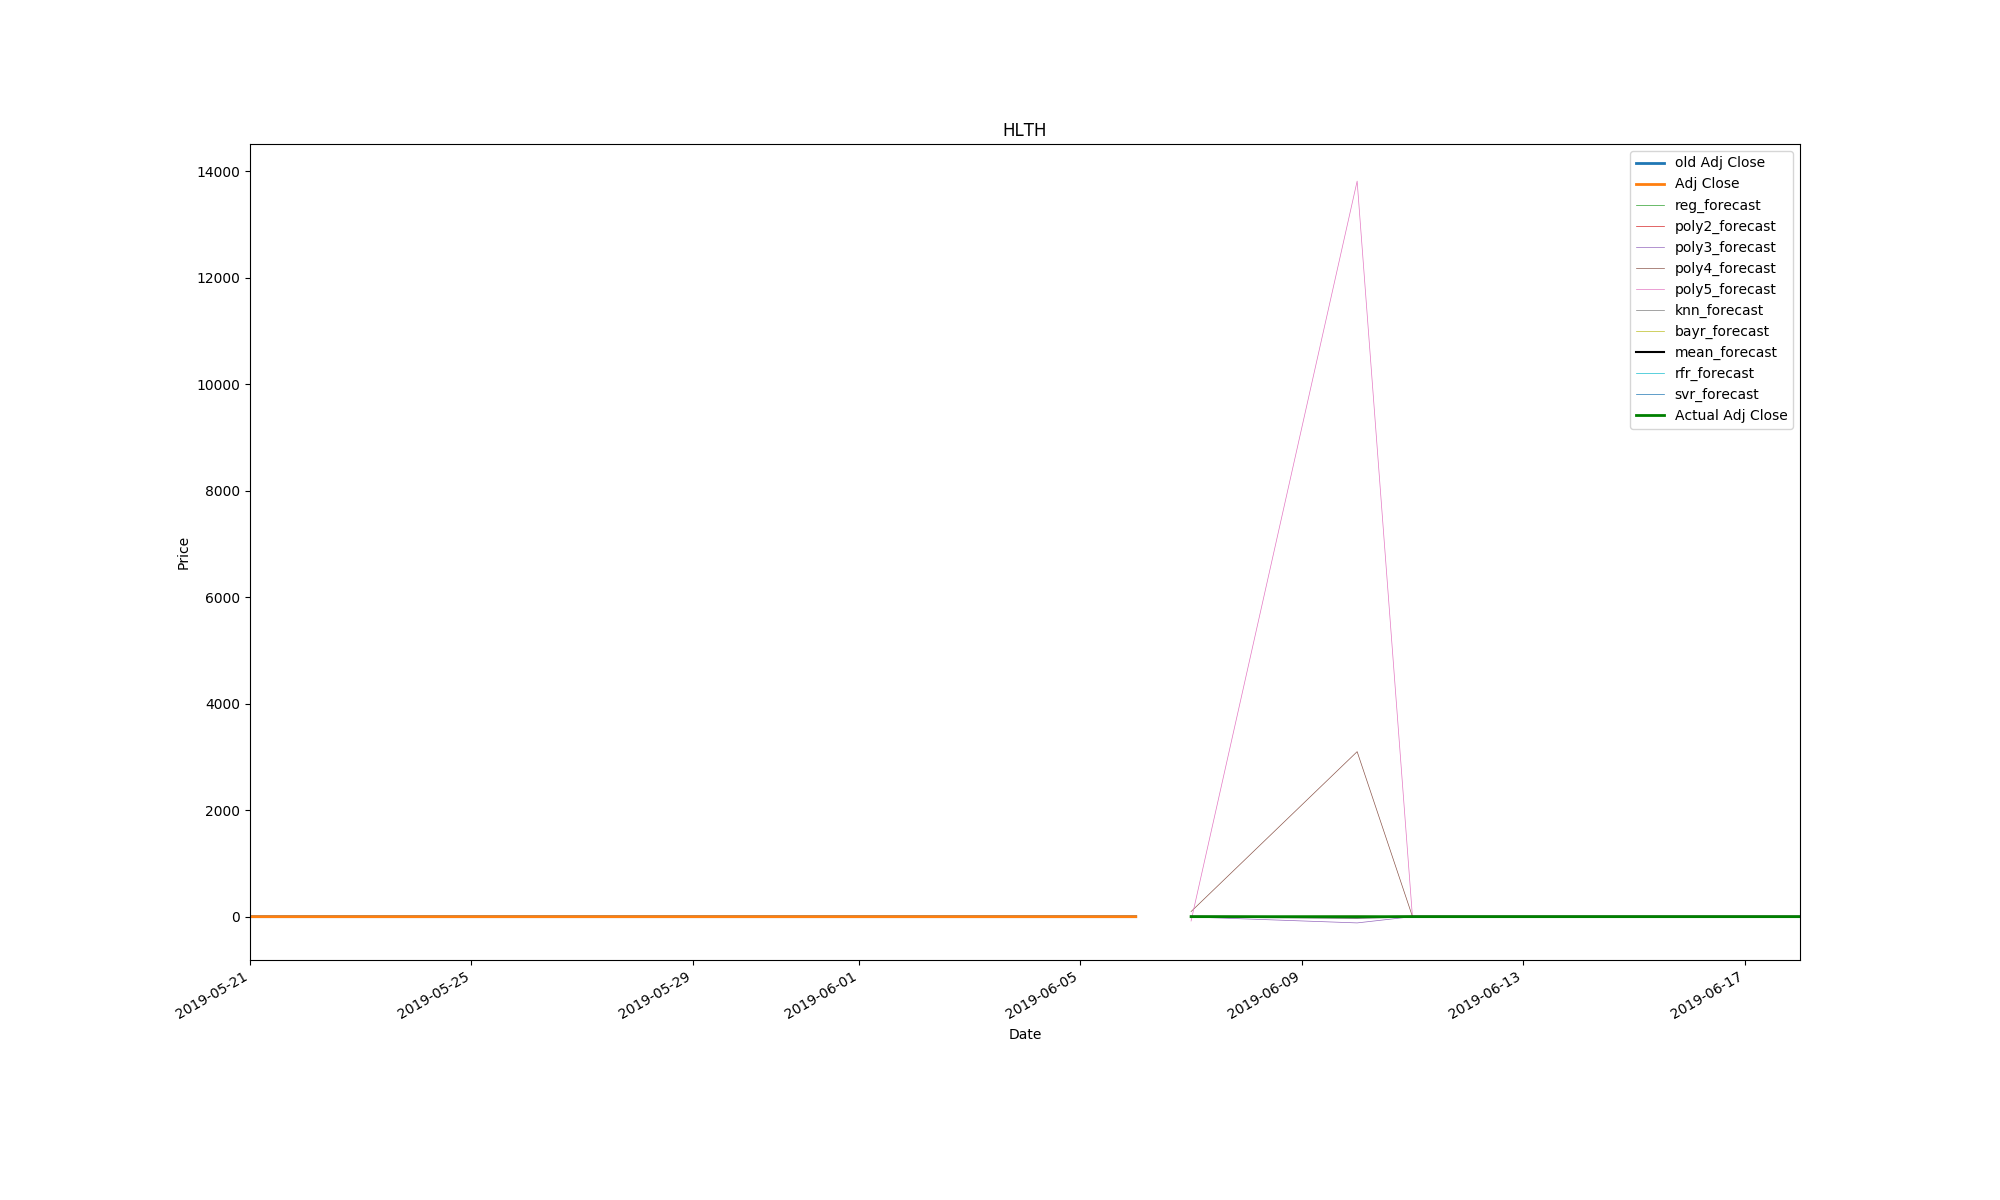 HLTH
14000
12000
10000
8000
6000
4000
2000
0
Price
old Adj Close
Adj Close
reg_forecast
poly2_forecast
poly3_forecast
poly4_forecast
poly5_forecast
knn_forecast
bayr_forecast
mean_forecast
rfr_forecast
svr_forecast
Actual Adj Close
2019-05-21
2019-05-25
2019-05-29
2019-06-01
2019-06-05
2019-06-09
2019-06-13
2019-06-17
Date